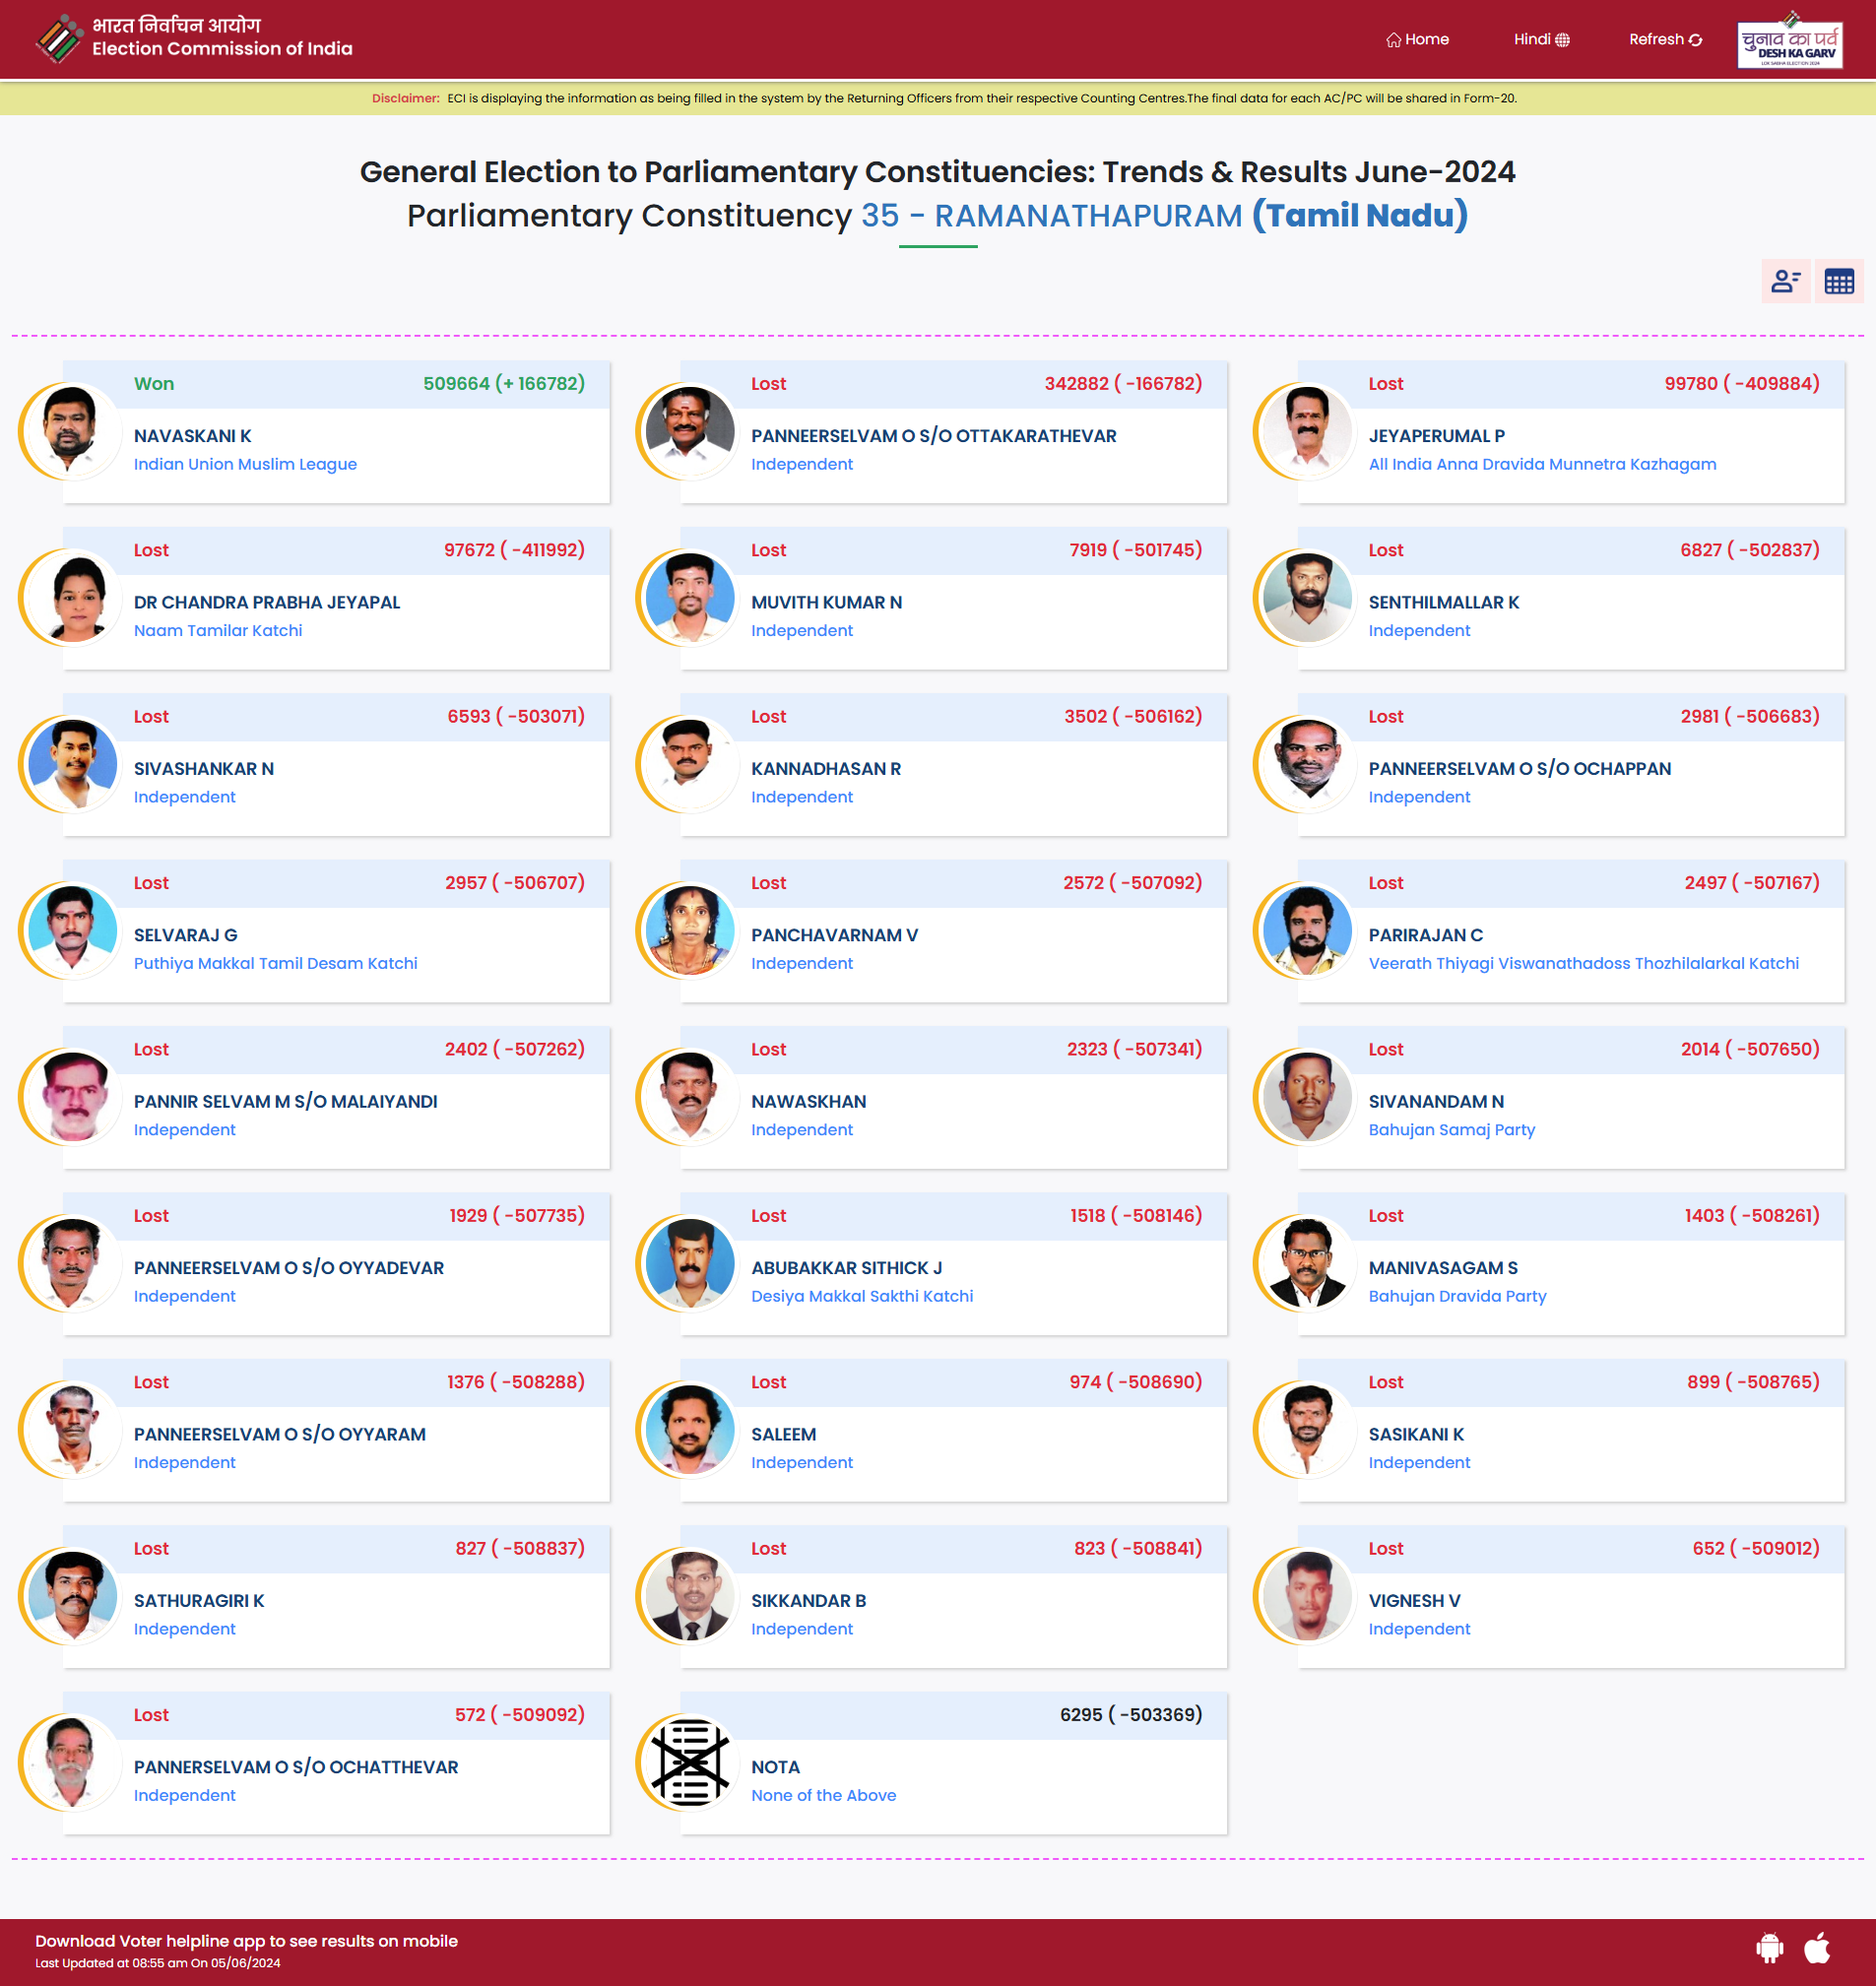 भारत निर्वाचन आयोग
Election Commission of India
Home
Hindi
Refresh
चुनाव का पर्व
DESH KA GARV
LOK SABHA ELECTION 2024
Disclaimer: ECI is displaying the information as being filled in the system by the Returning Officers from their respective Counting Centres.The final data for each AC/PC will be shared in Form-20.
General Election to Parliamentary Constituencies: Trends & Results June-2024
Parliamentary Constituency 35 - RAMANATHAPURAM (Tamil Nadu)
Won 509664 (+ 166782)
NAVASKANI K
Indian Union Muslim League
Lost 342882 ( -166782)
PANNEERSELVAM O S/O OTTAKARATHEVAR
Independent
Lost 99780 ( -409884)
JEYAPERUMAL P
All India Anna Dravida Munnetra Kazhagam
Lost 97672 ( -411992)
DR CHANDRA PRABHA JEYAPAL
Naam Tamilar Katchi
Lost 7919 ( -501745)
MUVITH KUMAR N
Independent
Lost 6827 ( -502837)
SENTHILMALLAR K
Independent
Lost 6593 ( -503071)
SIVASHANKAR N
Independent
Lost 3502 ( -506162)
KANNADHASAN R
Independent
Lost 2981 ( -506683)
PANNEERSELVAM O S/O OCHAPPAN
Independent
Lost 2957 ( -506707)
SELVARAJ G
Puthiya Makkal Tamil Desam Katchi
Lost 2572 ( -507092)
PANCHAVARNAM V
Independent
Lost 2497 ( -507167)
PARIRAJAN C
Veerath Thiyagi Viswanathadoss Thozhilalarkal Katchi
Lost 2402 ( -507262)
PANNIR SELVAM M S/O MALAIYANDI
Independent
Lost 2323 ( -507341)
NAWASKHAN
Independent
Lost 2014 ( -507650)
SIVANANDAM N
Bahujan Samaj Party
Lost 1929 ( -507735)
PANNEERSELVAM O S/O OYYADEVAR
Independent
Lost 1518 ( -508146)
ABUBAKKAR SITHICK J
Desiya Makkal Sakthi Katchi
Lost 1403 ( -508261)
MANIVASAGAM S
Bahujan Dravida Party
Lost 1376 ( -508288)
PANNEERSELVAM O S/O OYYARAM
Independent
Lost 974 ( -508690)
SALEEM
Independent
Lost 899 ( -508765)
SASIKANI K
Independent
Lost 827 ( -508837)
SATHURAGIRI K
Independent
Lost 823 ( -508841)
SIKKANDAR B
Independent
Lost 652 ( -509012)
VIGNESH V
Independent
Lost 572 ( -509092)
PANNERSELVAM O S/O OCHATTHEVAR
Independent
6295 ( -503369)
NOTA
None of the Above
Download Voter helpline app to see results on mobile
Last Updated at 08:55 am On 05/06/2024